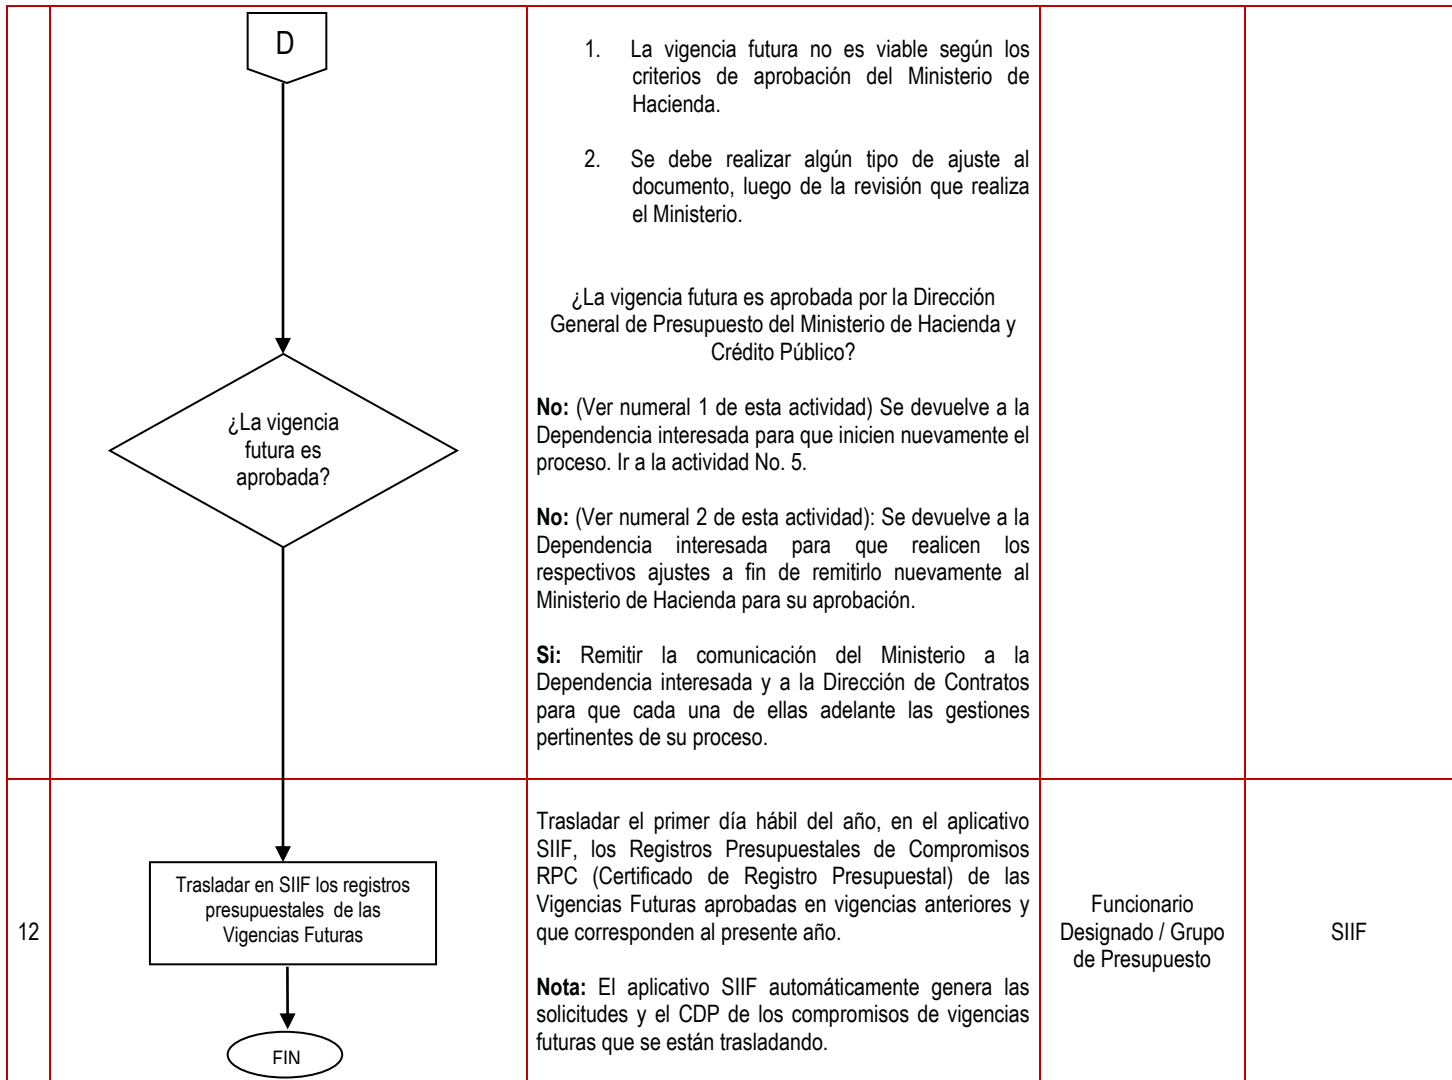 D
1. La vigencia futura no es viable según los
criterios de aprobación del Ministerio de
Hacienda.
2. Se debe realizar algún tipo de ajuste al
documento, luego de la revisión que realiza
el Ministerio.
¿La vigencia futura es aprobada por la Dirección
General de Presupuesto del Ministerio de Hacienda y
Crédito Público?
¿La vigencia
futura es
aprobada?
No: (Ver numeral 1 de esta actividad) Se devuelve a la
Dependencia interesada para que inicien nuevamente el
proceso. Ir a la actividad No. 5.
No: (Ver numeral 2 de esta actividad): Se devuelve a la
Dependencia interesada para que realicen los
respectivos ajustes a fin de remitirlo nuevamente al
Ministerio de Hacienda para su aprobación.
Si: Remitir la comunicación del Ministerio a la
Dependencia interesada y a la Dirección de Contratos
para que cada una de ellas adelante las gestiones
pertinentes de su proceso.
12
Trasladar en SIIF los registros
presupuestales de las
Vigencias Futuras
FIN
Trasladar el primer día hábil del año, en el aplicativo
SIIF, los Registros Presupuestales de Compromisos
RPC (Certificado de Registro Presupuestal) de las
Vigencias Futuras aprobadas en vigencias anteriores y
que corresponden al presente año.
Nota: El aplicativo SIIF automáticamente genera las
solicitudes y el CDP de los compromisos de vigencias
futuras que se están trasladando.
Funcionario
Designado / Grupo
de Presupuesto
SIIF